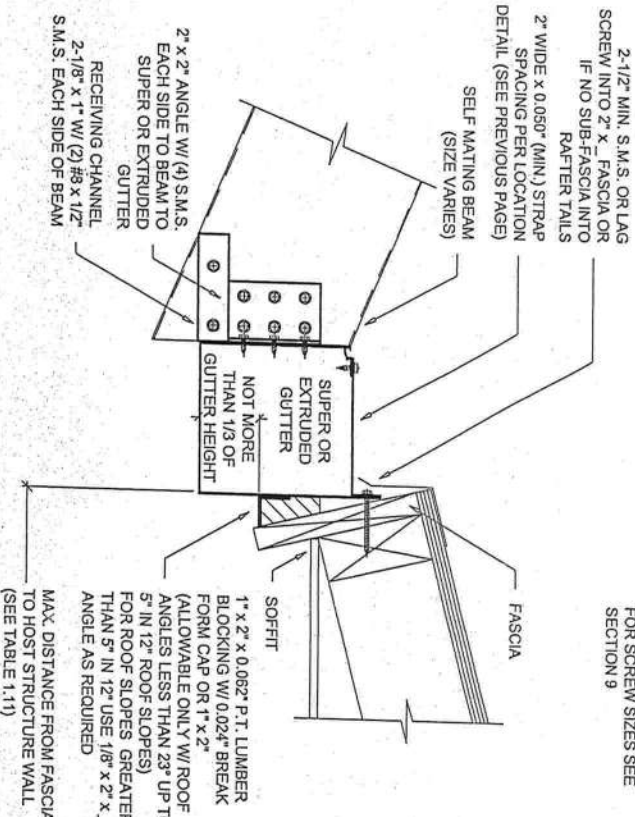 FOR SCREW SIZES SEE
SECTION 9
2-1/2" MIN. S.M.S. OR LAG
SCREW INTO 2" X _ FASCIA OR
IF NO SUB-FASCIA INTO
RAFTER TAILS
2" WIDE x 0.050" (MIN.) STRAP
SPACING PER LOCATION
DETAIL (SEE PREVIOUS PAGE)
SELF MATING BEAM
(SIZE VARIES)
2" x 2" ANGLE W/ (4) S.M.S.
EACH SIDE TO BEAM TO
SUPER OR EXTRUDED
GUTTER
RECEIVING CHANNEL
2-1/8" x 1" W/ (2) #8 x 1/2"
S.M.S. EACH SIDE OF BEAM
SUPER OR
EXTRUDED
GUTTER
NOT MORE
THAN 1/3 OF
GUTTER HEIGHT
FASCIA
SOFFIT
1" x 2" x 0.062" P.T. LUMBER
BLOCKING W/ 0.024" BREAK
FORM CAP OR 1" x 2"
(ALLOWABLE ONLY W/ ROOF
ANGLES LESS THAN 23° UP T
5" IN 12" ROOF SLOPES)
FOR ROOF SLOPES GREATE
THAN 5" IN 12" USE 1/8" x 2" x
ANGLE AS REQUIRED
MAX. DISTANCE FROM FASCIA
TO HOST STRUCTURE WALL
(SEE TABLE 1.11)